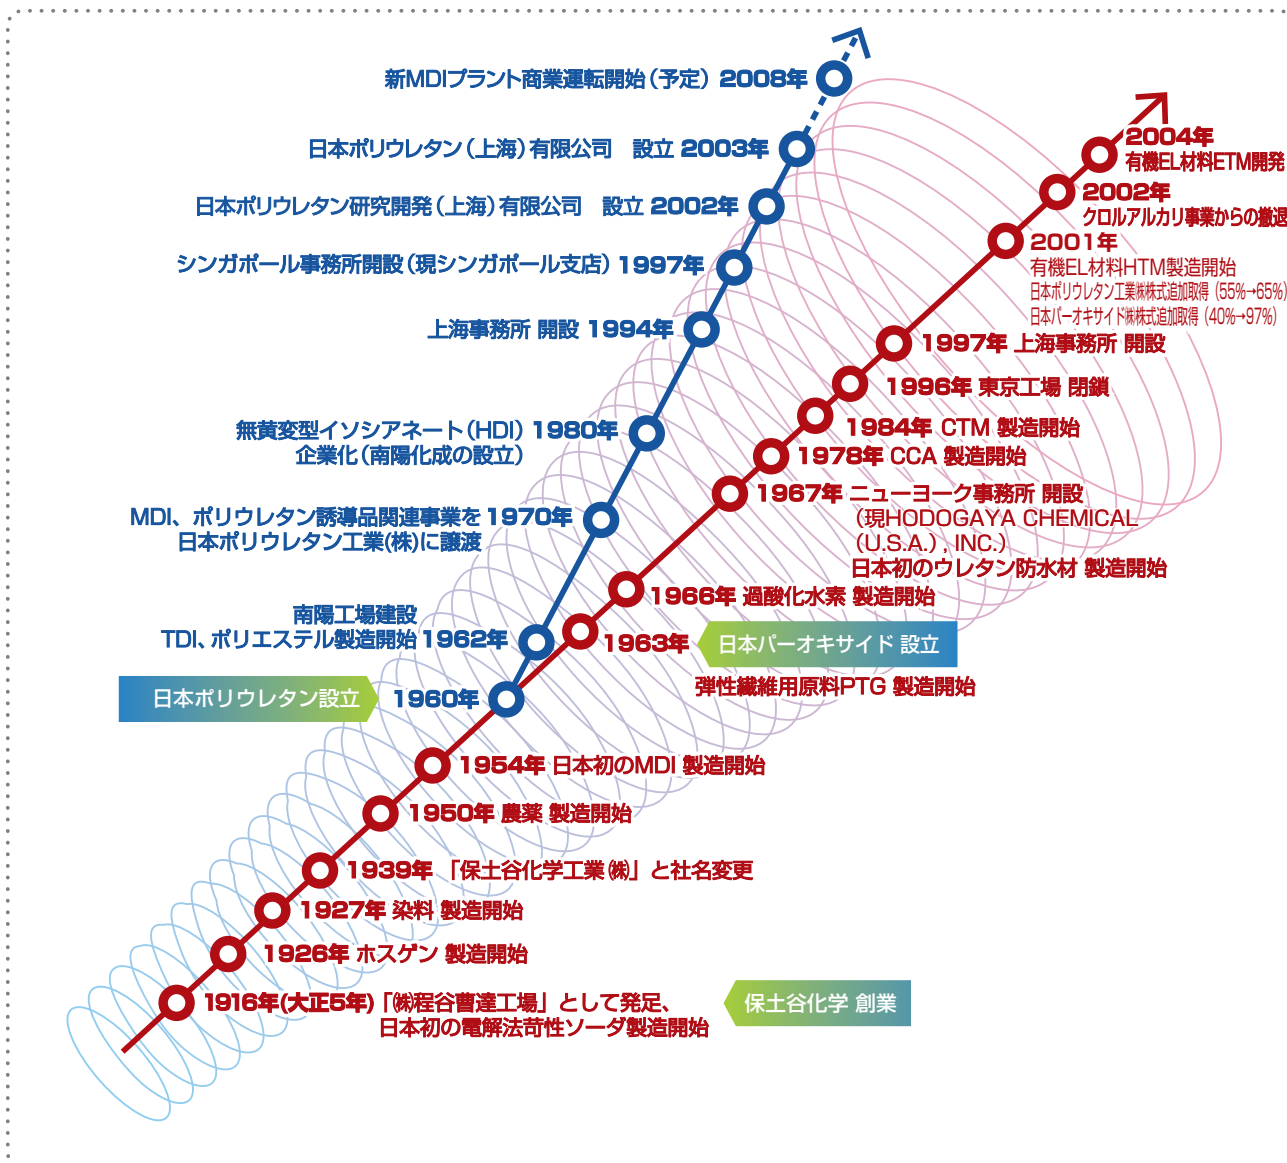 新MDIプラント商業運転開始（予定） 2008年
日本ポリウレタン（上海）有限公司　設立 2003年
日本ポリウレタン研究開発（上海）有限公司　設立 2002年
シンガポール事務所開設（現シンガポール支店） 1997年
上海事務所 開設 1994年
無黄変型イソシアネート（HDI） 1980年
企業化（南陽化成の設立）
MDI、ポリウレタン誘導品関連事業を 1970年
日本ポリウレタン工業(株)に譲渡
南陽工場建設
TDI、ポリエステル製造開始 1962年
日本ポリウレタン設立
1960年
2004年
有機EL材料ETM開発
2002年
クロルアルカリ事業からの撤退
2001年
有機EL材料HTM製造開始
日本ポリウレタン工業㈱株式追加取得（55%→65%）
日本パーオキサイド㈱株式追加取得（40%→97%）
1997年 上海事務所 開設
1996年 東京工場 閉鎖
1984年 CTM 製造開始
1978年 CCA 製造開始
1967年 ニューヨーク事務所 開設
（現HODOGAYA CHEMICAL
（U.S.A.）, INC.）
日本初のウレタン防水材 製造開始
1966年 過酸化水素 製造開始
1963年
日本パーオキサイド 設立
弾性繊維用原料PTG 製造開始
1954年 日本初のMDI 製造開始
1950年 農薬 製造開始
1939年 「保土谷化学工業㈱」と社名変更
1927年 染料 製造開始
1926年 ホスゲン 製造開始
1916年(大正5年)「㈱程谷曹達工場」として発足、
日本初の電解法苛性ソーダ製造開始
保土谷化学 創業